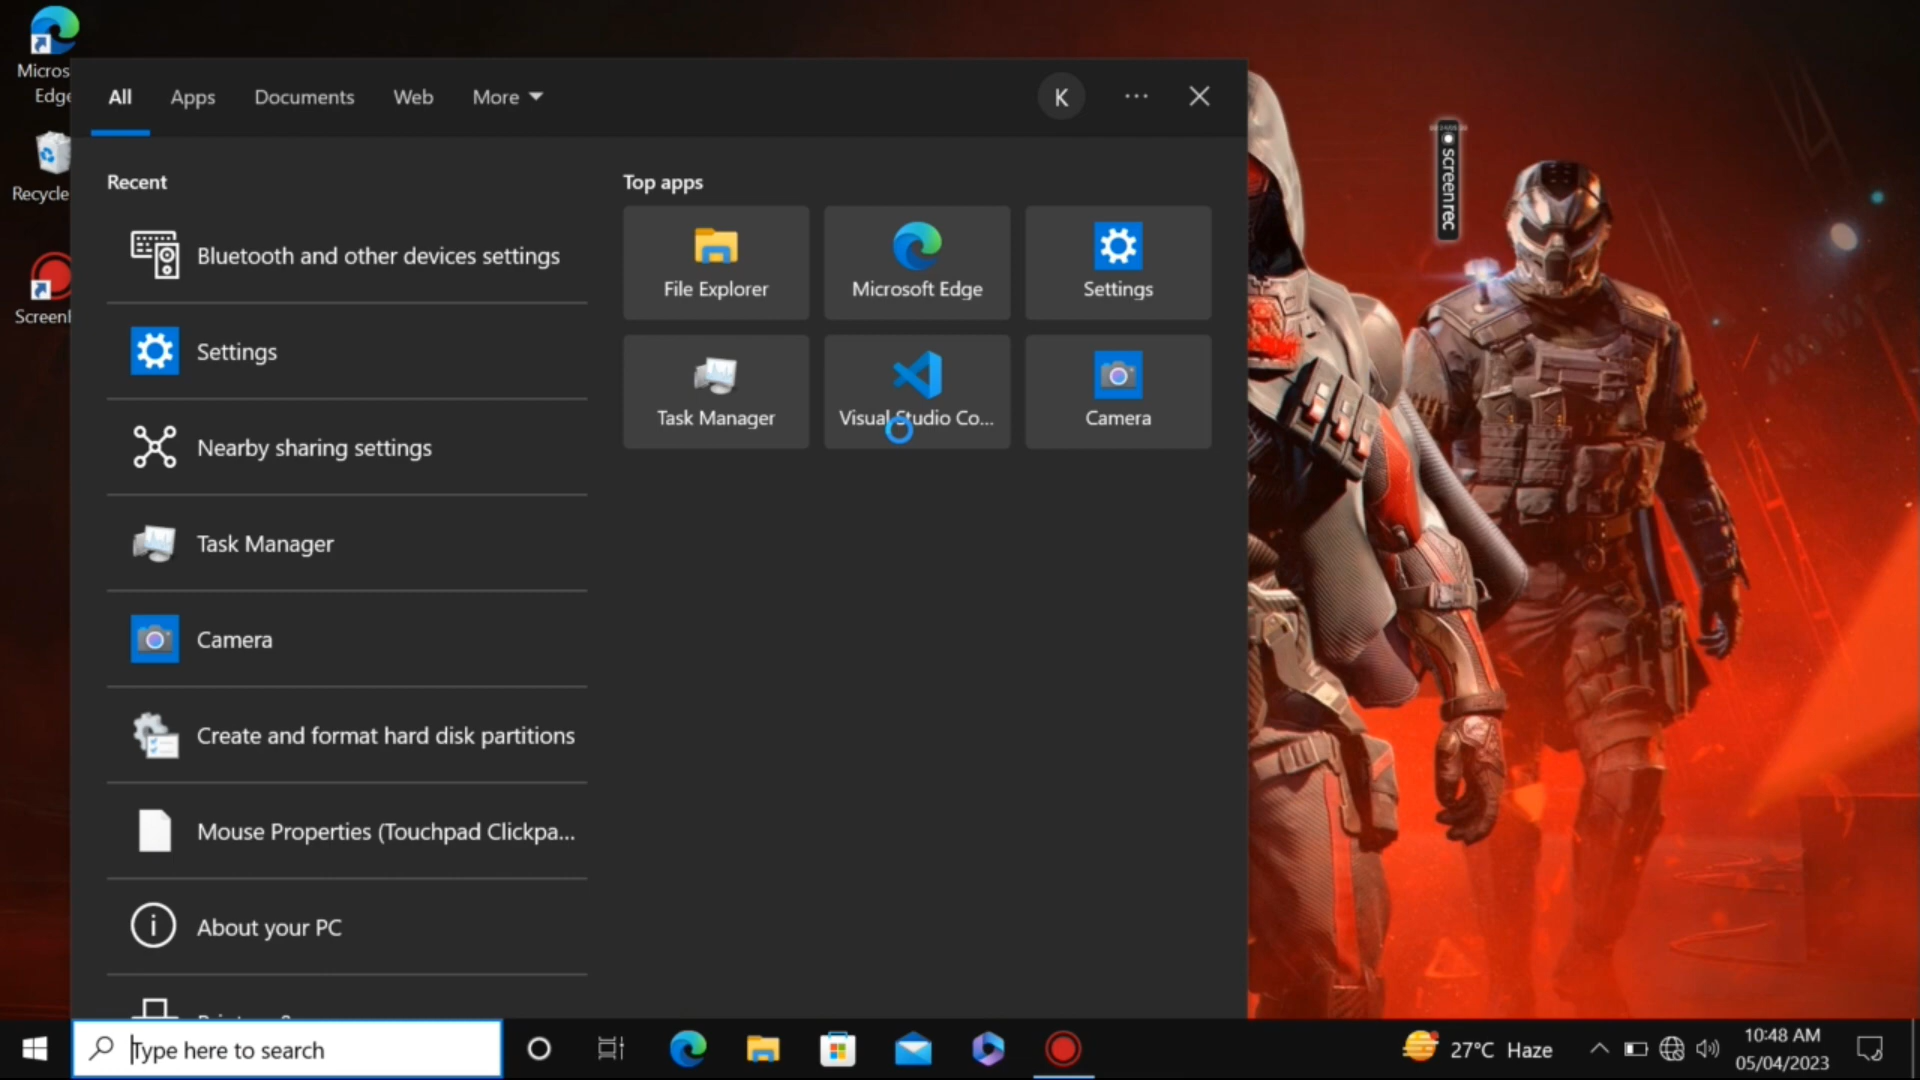 Micros
Edge
Recycle
ScreenR
All
Apps
Documents
Web
More
K
Recent
Bluetooth and other devices settings
Settings
Nearby sharing settings
Task Manager
Camera
Create and format hard disk partitions
Mouse Properties (Touchpad Clickpa...
About your PC
Top apps
File Explorer
Microsoft Edge
Settings
Task Manager
Visual Studio Co...
Camera
screenrec
Type here to search
27°C Haze
10:48 AM
05/04/2023